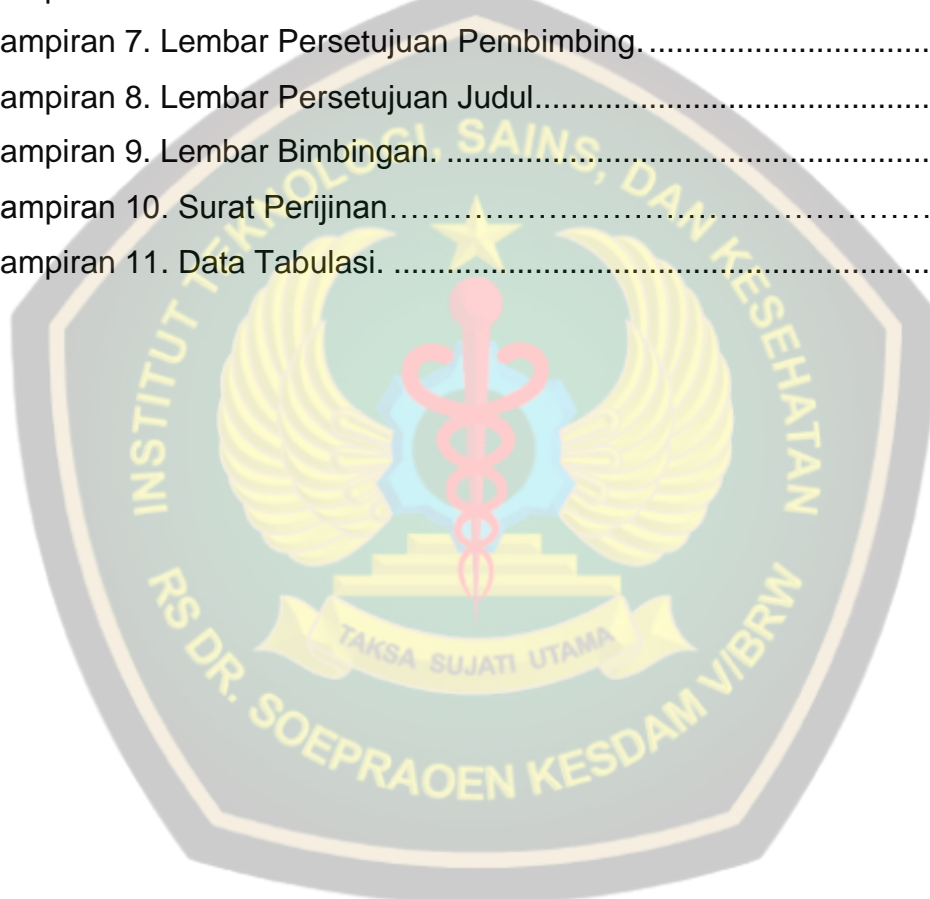 ampiran 7. Lembar Persetujuan Pembimbing. ................................
ampiran 8. Lembar Persetujuan Judul.............................................
ampiran 9. Lembar Bimbingan. .......................................................
ampiran 10. Surat Perijinan……………………………………………………
ampiran 11. Data Tabulasi. .............................................................
INSTITUT TEKNOLOGI, SAINS, DAN KESEHATAN
TAKSA SUJATI UTAMA
RS DR. SOEPRAOEN KESDAM V/BRW